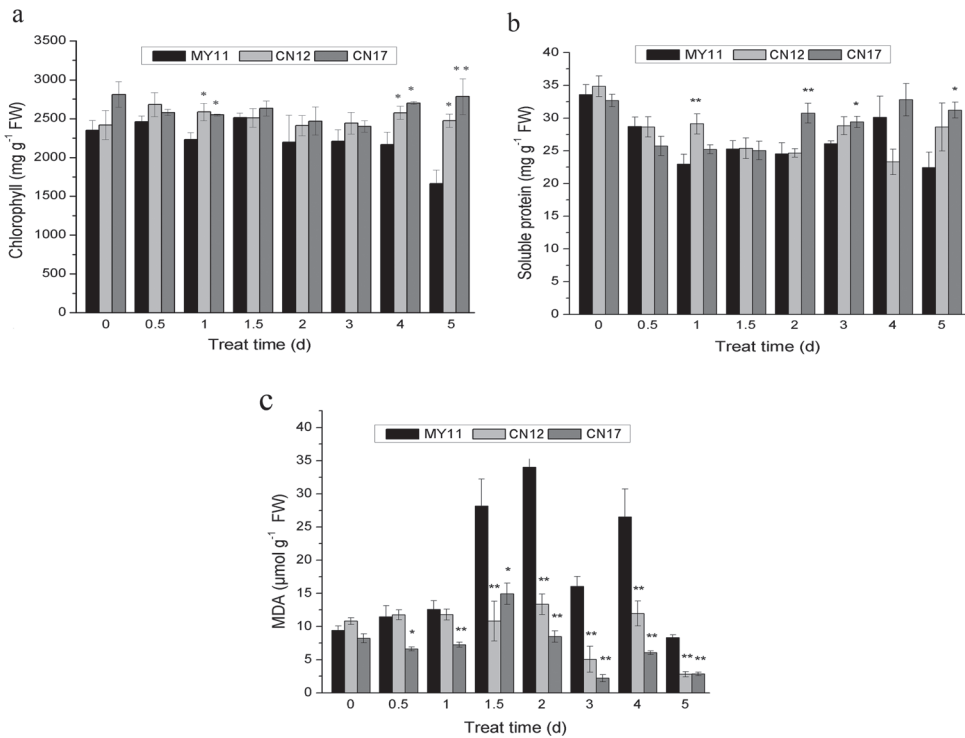 a
3500
3000
2500
2000
1500
1000
500
0
Chlorophyll (mg g⁻¹ FW)
MY11 CN12 CN17
* * * * * * *
0 0.5 1 1.5 2 3 4 5
Treat time (d)
b
40
35
30
25
20
15
10
5
0
Soluble protein (mg g⁻¹ FW)
MY11 CN12 CN17
** ** * *
0 0.5 1 1.5 2 3 4 5
Treat time (d)
c
40
35
30
25
20
15
10
5
0
MDA (µmol g⁻¹ FW)
MY11 CN12 CN17
* ** ** * ** ** ** ** ** ** ** **
0 0.5 1 1.5 2 3 4 5
Treat time (d)